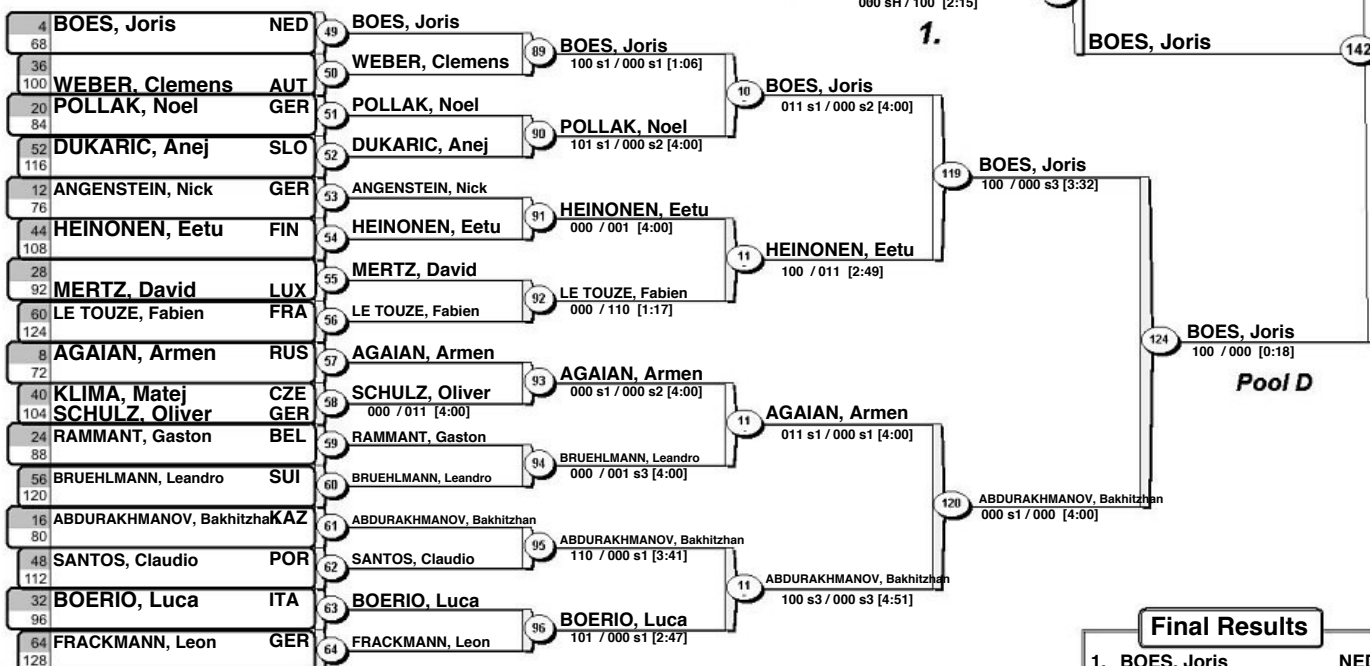 000 sH / 100 [2:15]
1.
BOES, Joris
142
4 BOES, Joris NED
68
36
100 WEBER, Clemens AUT
20 POLLAK, Noel GER
84
52 DUKARIC, Anej SLO
116
12 ANGENSTEIN, Nick GER
76
44 HEINONEN, Eetu FIN
108
28
92 MERTZ, David LUX
60 LE TOUZE, Fabien FRA
124
8 AGAIAN, Armen RUS
72
40 KLIMA, Matej CZE
104 SCHULZ, Oliver GER
24 RAMMANT, Gaston BEL
88
56 BRUEHLMANN, Leandro SUI
120
16 ABDURAKHMANOV, Bakhitzhan KAZ
80
48 SANTOS, Claudio POR
112
32 BOERIO, Luca ITA
96
64 FRACKMANN, Leon GER
128
49 BOES, Joris
50 WEBER, Clemens
51 POLLAK, Noel
52 DUKARIC, Anej
53 ANGENSTEIN, Nick
54 HEINONEN, Eetu
55 MERTZ, David
56 LE TOUZE, Fabien
57 AGAIAN, Armen
58 SCHULZ, Oliver
000 / 011 [4:00]
59 RAMMANT, Gaston
60 BRUEHLMANN, Leandro
61 ABDURAKHMANOV, Bakhitzhan
62 SANTOS, Claudio
63 BOERIO, Luca
64 FRACKMANN, Leon
89 BOES, Joris
100 s1 / 000 s1 [1:06]
90 POLLAK, Noel
101 s1 / 000 s2 [4:00]
91 HEINONEN, Eetu
000 / 001 [4:00]
92 LE TOUZE, Fabien
000 / 110 [1:17]
93 AGAIAN, Armen
000 s1 / 000 s2 [4:00]
94 BRUEHLMANN, Leandro
000 / 001 s3 [4:00]
95 ABDURAKHMANOV, Bakhitzhan
110 / 000 s1 [3:41]
96 BOERIO, Luca
101 / 000 s1 [2:47]
10 BOES, Joris
011 s1 / 000 s2 [4:00]
11 HEINONEN, Eetu
100 / 011 [2:49]
11 AGAIAN, Armen
011 s1 / 000 s1 [4:00]
11 ABDURAKHMANOV, Bakhitzhan
100 s3 / 000 s3 [4:51]
119 BOES, Joris
100 / 000 s3 [3:32]
120 ABDURAKHMANOV, Bakhitzhan
000 s1 / 000 [4:00]
124 BOES, Joris
100 / 000 [0:18]
Pool D
Final Results
1. BOES, Joris NED